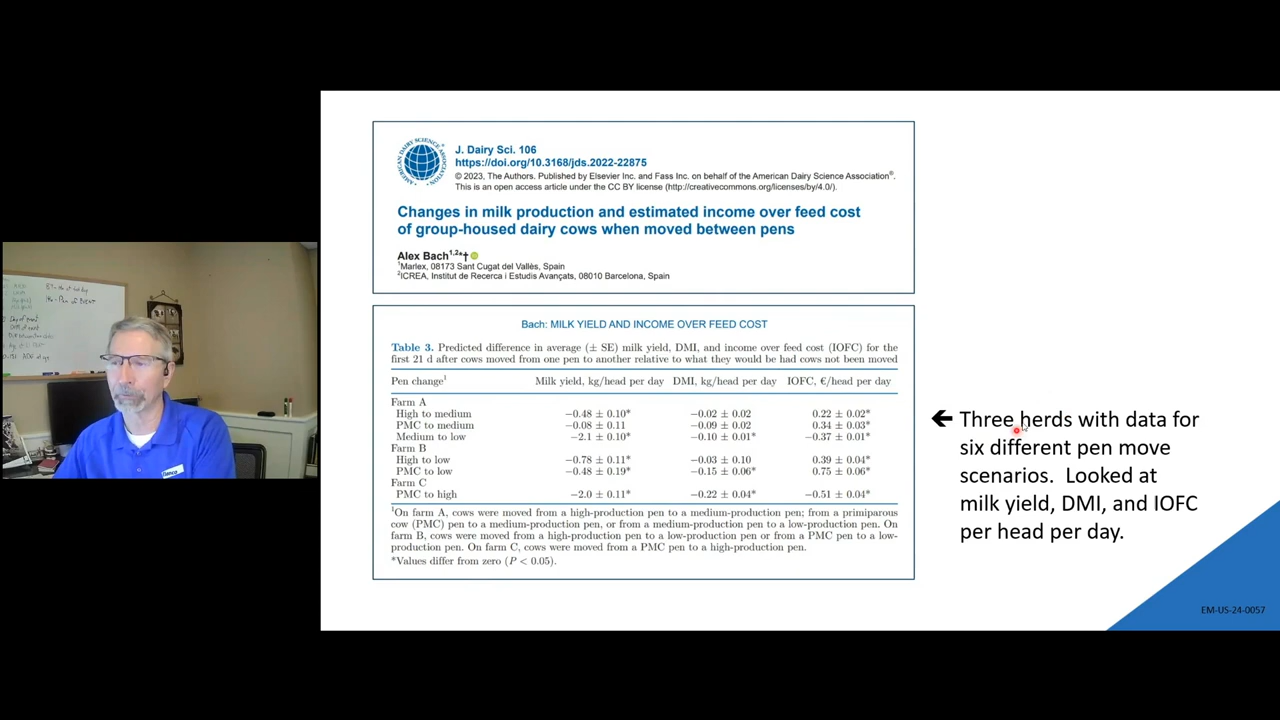 J. Dairy Sci. 106
https://doi.org/10.3168/jds.2022-22875
© 2023, The Authors. Published by Elsevier Inc. and Fass Inc. on behalf of the American Dairy Science Association®.
This is an open access article under the CC BY license (http://creativecommons.org/licenses/by/4.0/).
AMERICAN DAIRY SCIENCE ASSOCIATION
Changes in milk production and estimated income over feed cost
of group-housed dairy cows when moved between pens
Alex Bach1,2*†
1Marlex, 08173 Sant Cugat del Vallès, Spain
2ICREA, Institut de Recerca i Estudis Avançats, 08010 Barcelona, Spain
Bach: MILK YIELD AND INCOME OVER FEED COST
Table 3. Predicted difference in average (± SE) milk yield, DMI, and income over feed cost (IOFC) for the
first 21 d after cows moved from one pen to another relative to what they would be had cows not been moved
Pen change1 Milk yield, kg/head per day DMI, kg/head per day IOFC, €/head per day
Farm A
High to medium −0.48 ± 0.10* −0.02 ± 0.02 0.22 ± 0.02*
PMC to medium −0.08 ± 0.11 −0.09 ± 0.02 0.34 ± 0.03*
Medium to low −2.1 ± 0.10* −0.10 ± 0.01* −0.37 ± 0.01*
Farm B
High to low −0.78 ± 0.11* −0.03 ± 0.10 0.39 ± 0.04*
PMC to low −0.48 ± 0.19* −0.15 ± 0.06* 0.75 ± 0.06*
Farm C
PMC to high −2.0 ± 0.11* −0.22 ± 0.04* −0.51 ± 0.04*
1On farm A, cows were moved from a high-production pen to a medium-production pen; from a primiparous
cow (PMC) pen to a medium-production pen, or from a medium-production pen to a low-production pen. On
farm B, cows were moved from a high-production pen to a low-production pen or from a PMC pen to a low-
production pen. On farm C, cows were moved from a PMC pen to a high-production pen.
*Values differ from zero (P < 0.05).
Three herds with data for
six different pen move
scenarios. Looked at
milk yield, DMI, and IOFC
per head per day.
EM-US-24-0057